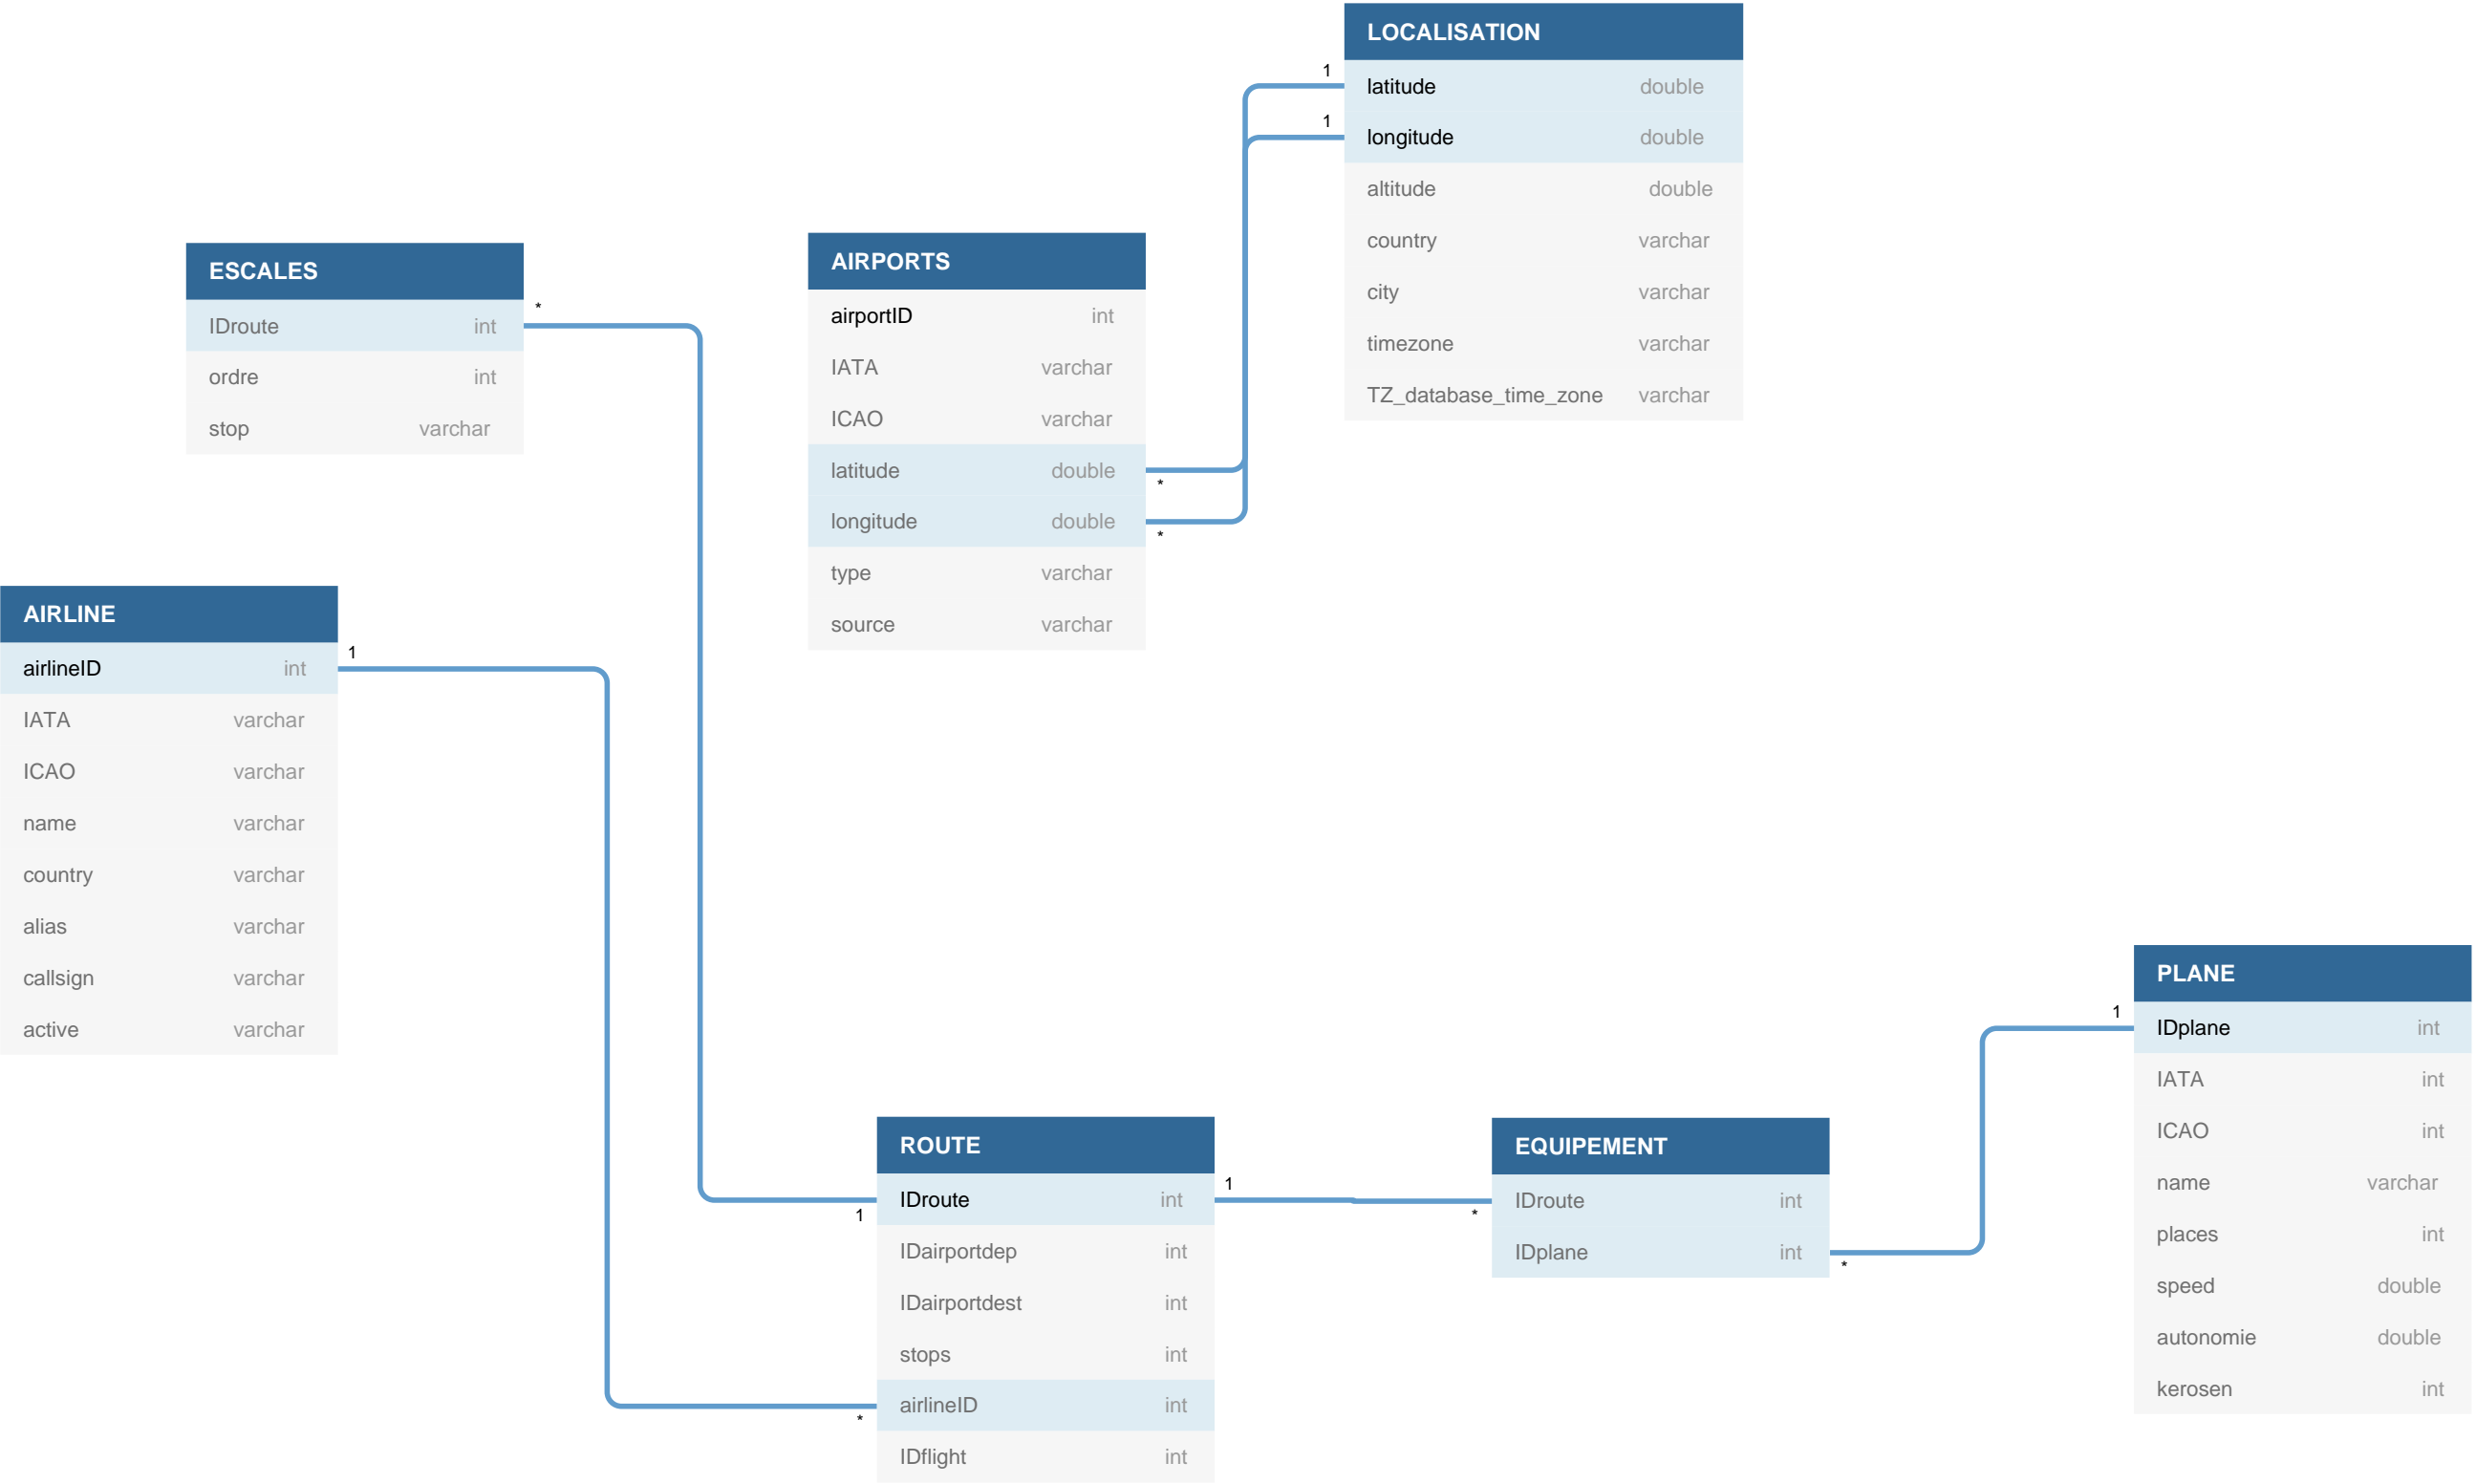 LOCALISATION
1
latitude double
1
longitude double
altitude double
country varchar
city varchar
timezone varchar
TZ_database_time_zone varchar
ESCALES
*
IDroute int
ordre int
stop varchar
AIRPORTS
airportID int
IATA varchar
ICAO varchar
latitude double
*
longitude double
*
type varchar
source varchar
AIRLINE
1
airlineID int
IATA varchar
ICAO varchar
name varchar
country varchar
alias varchar
callsign varchar
active varchar
ROUTE
1
IDroute int
1
IDairportdep int
IDairportdest int
stops int
airlineID int
*
IDflight int
EQUIPEMENT
IDroute int
*
IDplane int
*
PLANE
1
IDplane int
IATA int
ICAO int
name varchar
places int
speed double
autonomie double
kerosen int